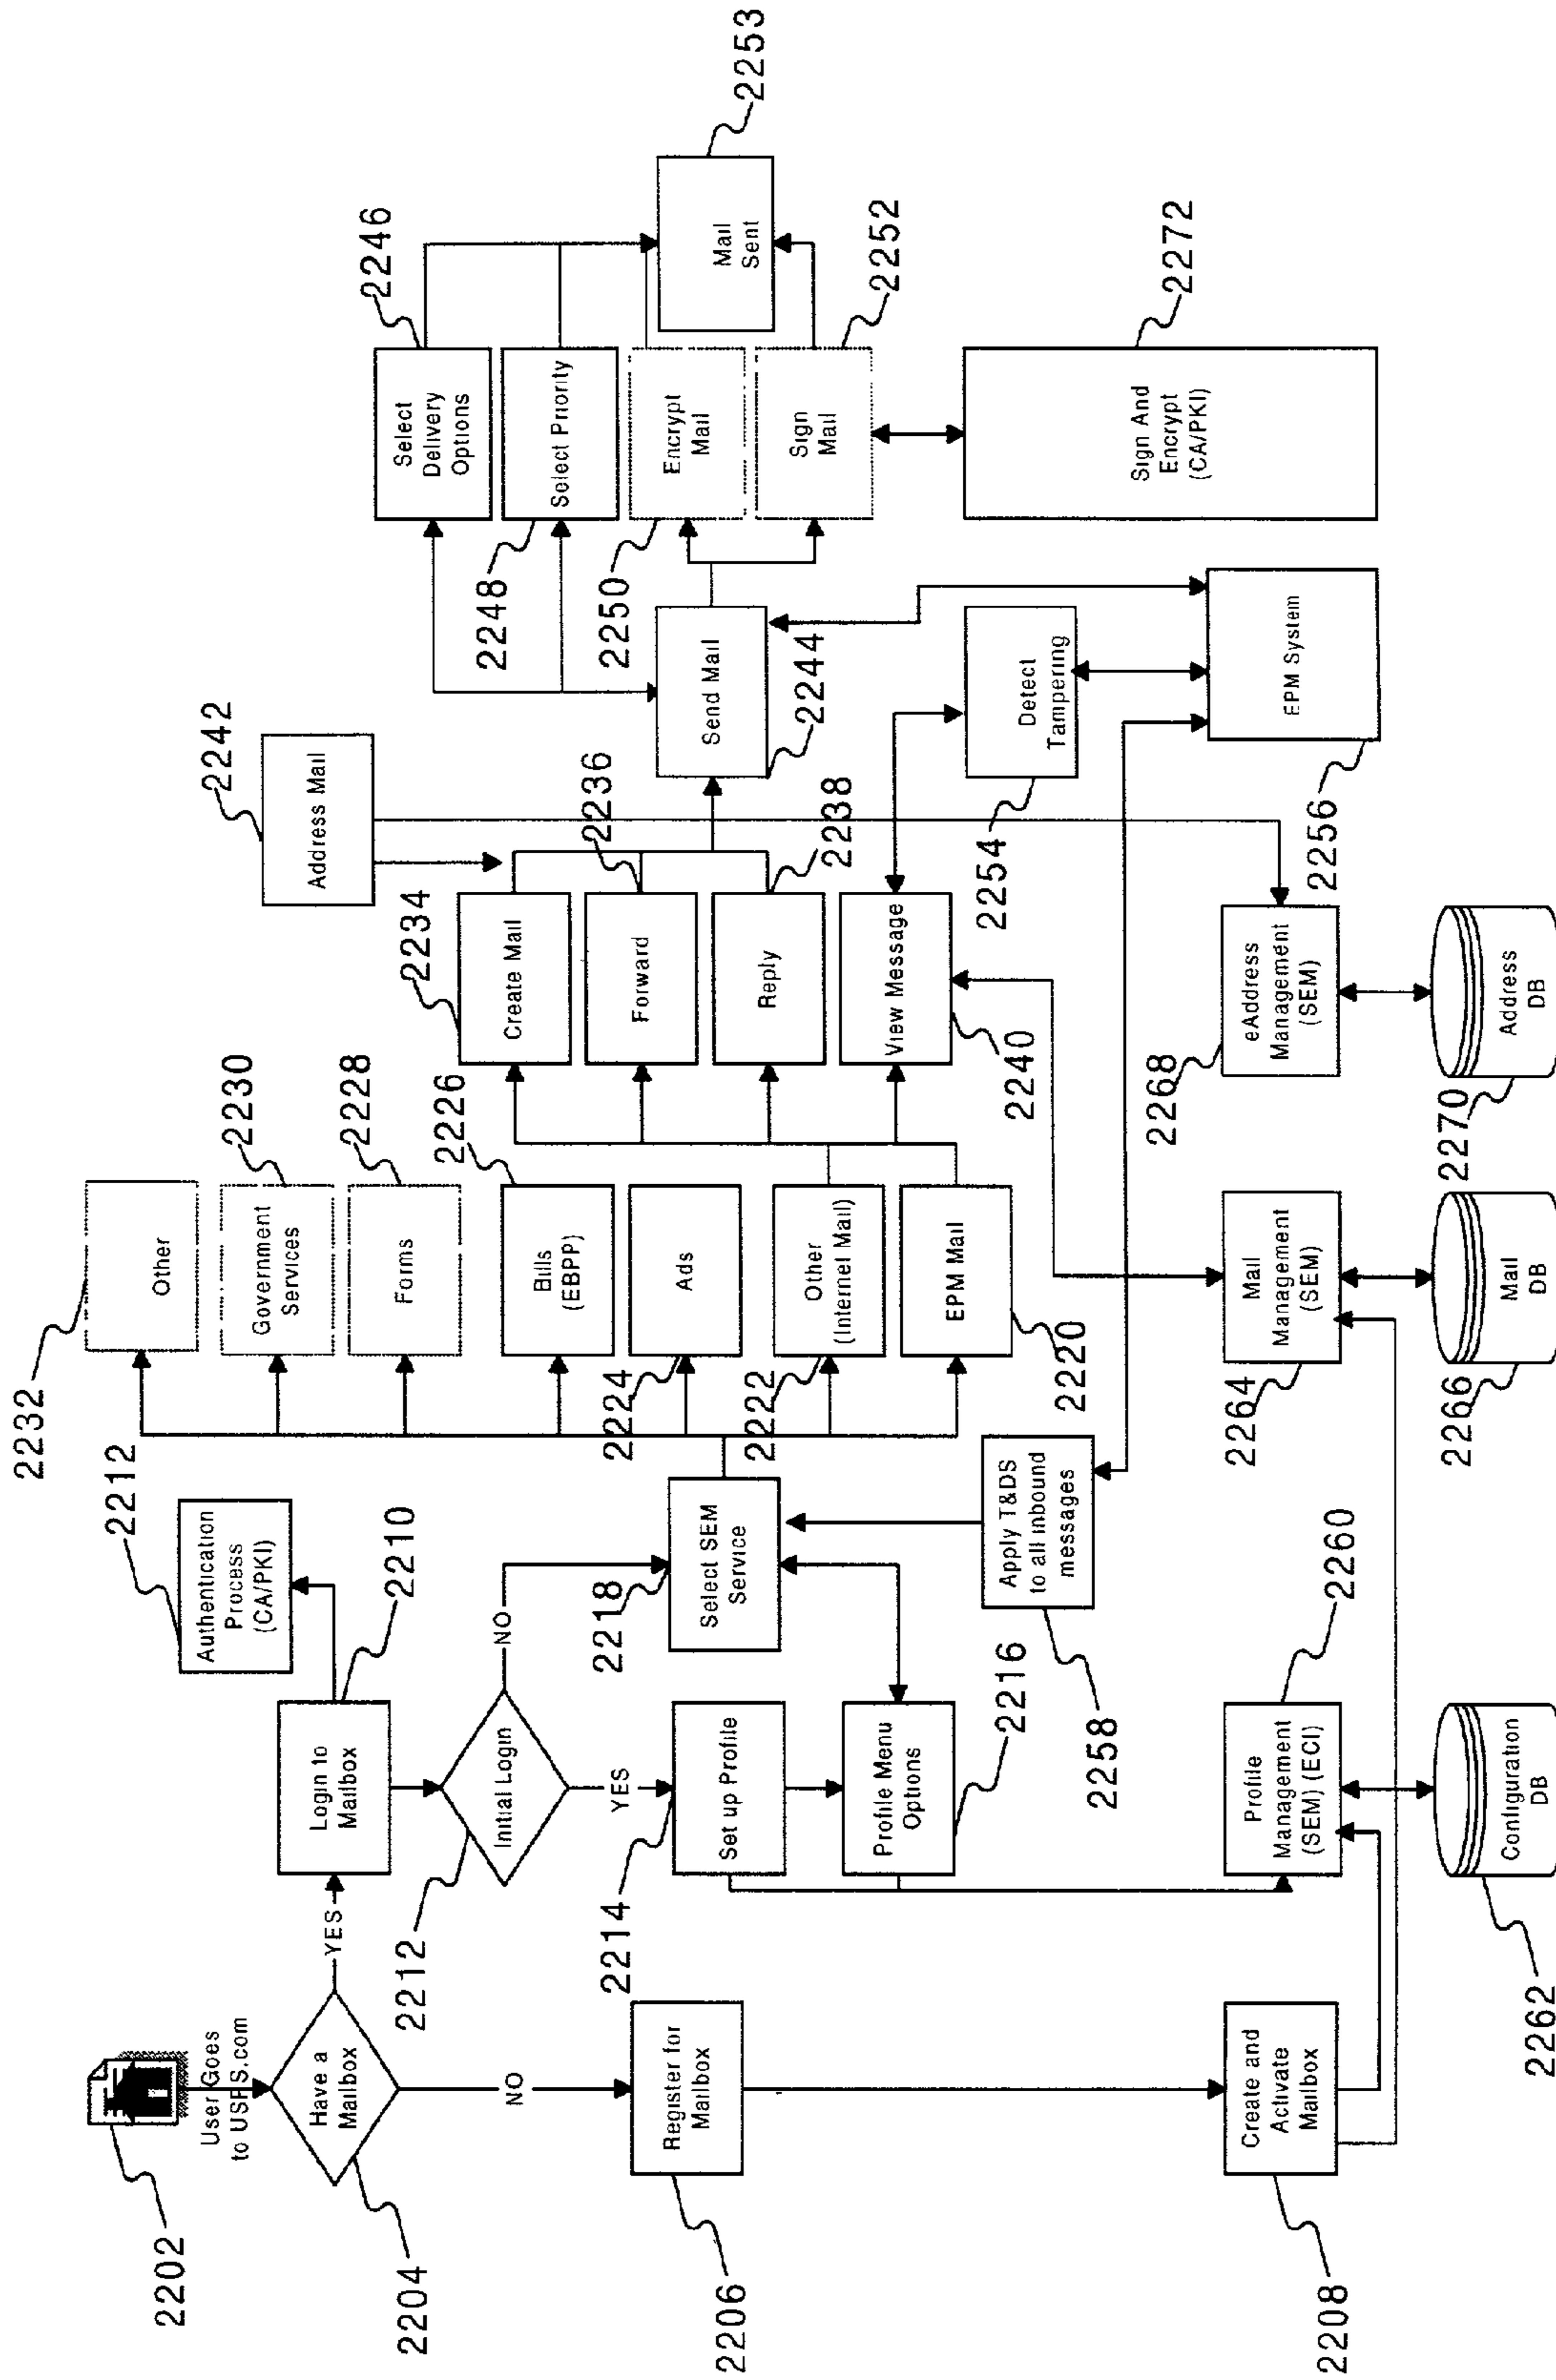 2202
User Goes
to USPS.com
2204
Have a
Mailbox
YES
NO
2206
Register for
Mailbox
2208
Create and
Activate
Mailbox
2210
Login to
Mailbox
2212
Authentication
Process
(CA/PKI)
2212
Initial Login
NO
YES
2214
Set up Profile
2216
Profile Menu
Options
2218
Select SEM
Service
2258
Apply T&DS
to all inbound
messages
2260
Profile
Management
(SEM) (ECI)
2262
Configuration
DB
2232
Other
2230
Government
Services
2228
Forms
2226
Bills
(EBPP)
2224
Ads
2222
Other
(Internet Mail)
2220
EPM Mail
2264
Mail
Management
(SEM)
2266
Mail
DB
2234
Create Mail
2236
Forward
2238
Reply
2240
View Message
2242
Address Mail
2268
eAddress
Management
(SEM)
2270
Address
DB
2244
Send Mail
2254
Detect
Tampering
2256
EPM System
2246
Select
Delivery
Options
2248
Select Priority
2250
Encrypt
Mail
2252
Sign
Mail
2253
Mail
Sent
2272
Sign And
Encrypt
(CA/PKI)